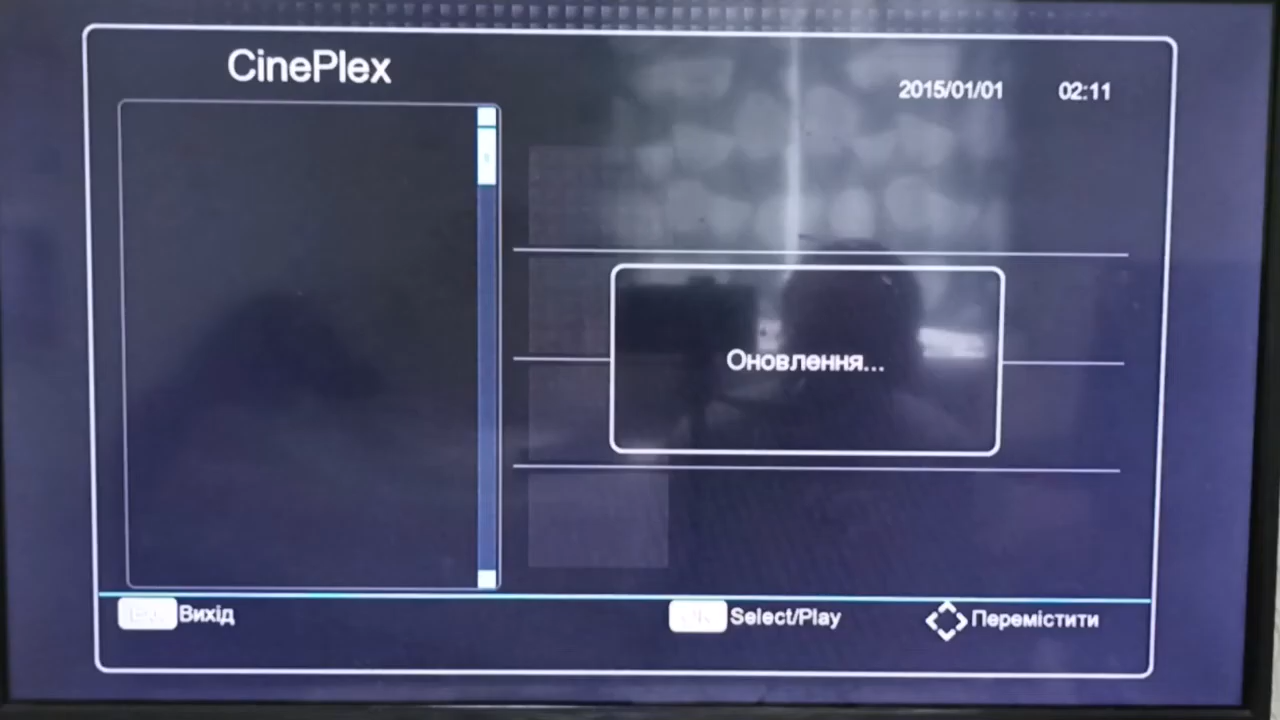 CinePlex
2015/01/01 02:11
Оновлення...
Вихід
Select/Play
Перемістити